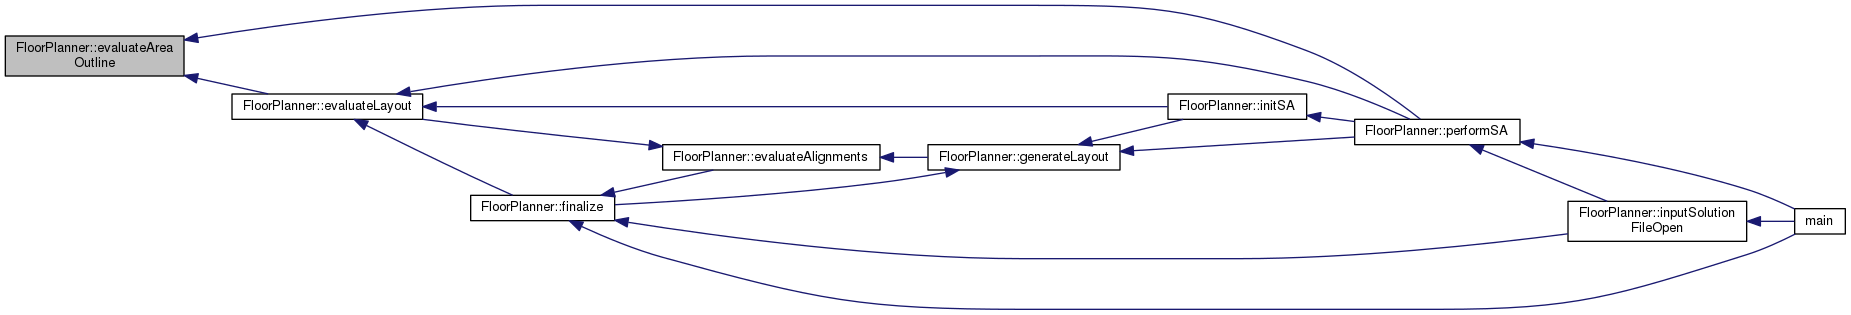 FloorPlanner::evaluateArea
Outline
FloorPlanner::evaluateLayout
FloorPlanner::initSA
FloorPlanner::performSA
FloorPlanner::evaluateAlignments
FloorPlanner::generateLayout
FloorPlanner::finalize
FloorPlanner::inputSolution
FileOpen
main